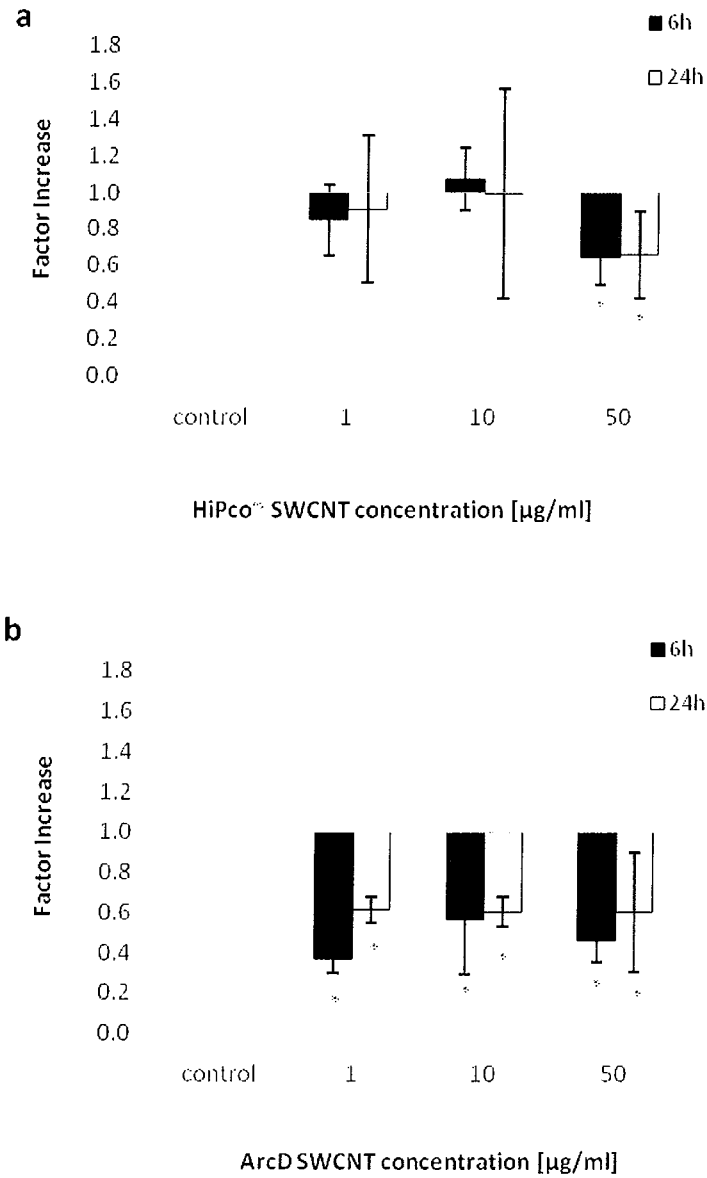 a
6h
24h
1.8
1.6
1.4
1.2
1.0
0.8
0.6
0.4
0.2
0.0
Factor Increase
* *
control 1 10 50
HiPco™ SWCNT concentration [µg/ml]
b
6h
24h
1.8
1.6
1.4
1.2
1.0
0.8
0.6
0.4
0.2
0.0
Factor Increase
* * * * * *
control 1 10 50
ArcD SWCNT concentration [µg/ml]